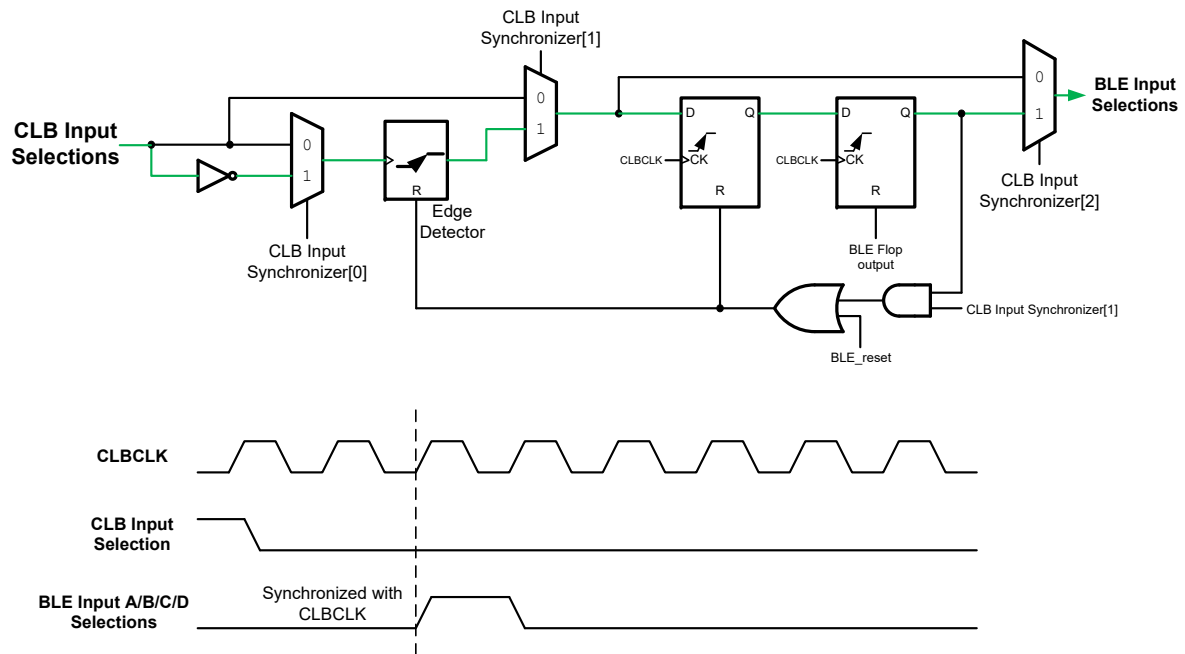 CLB Input
Synchronizer[1]
0
1
CLB Input
Selections
0
1
R
Edge
Detector
CLB Input
Synchronizer[0]
D
Q
CLBCLK
CK
R
D
Q
CLBCLK
CK
R
BLE Flop
output
0
1
BLE Input
Selections
CLB Input
Synchronizer[2]
CLB Input Synchronizer[1]
BLE_reset
CLBCLK
CLB Input
Selection
BLE Input A/B/C/D
Selections
Synchronized with
CLBCLK